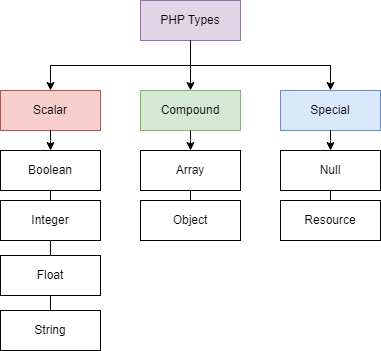 PHP Types
Scalar
Compound
Special
Boolean
Array
Null
Integer
Object
Resource
Float
String